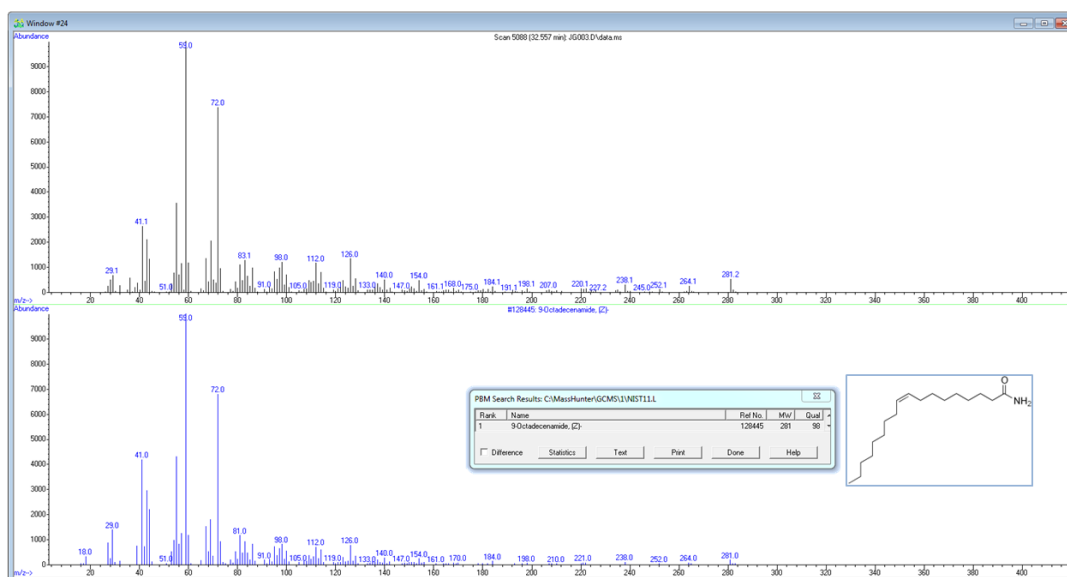 Window #24
Abundance
Scan 5088 (32.557 min): JG003.D\data.ms
59.0
9000
8000
72.0
7000
6000
5000
4000
3000
41.1
2000
83.1 98.0 112.0 126.0
1000
29.1 51.0 91.0 105.0 119.0 133.0 140.0 147.0 154.0 161.1 168.0 175.0 184.1 191.1 198.1 207.0 220.1 227.2 238.1 245.0 252.1 264.1 281.2
0
20 40 60 80 100 120 140 160 180 200 220 240 260 280 300 320 340 360 380 400
m/z-->
Abundance
#128445: 9-Octadecenamide, (Z)-
59.0
9000
8000
72.0
7000
6000
5000
41.0
4000
3000
2000
29.0 81.0 98.0 112.0 126.0
1000
18.0 51.0 91.0 105.0 119.0 133.0 140.0 147.0 154.0 161.0 170.0 184.0 198.0 210.0 221.0 238.0 252.0 264.0 281.0
0
20 40 60 80 100 120 140 160 180 200 220 240 260 280 300 320 340 360 380 400
m/z-->
PBM Search Results: C:\MassHunter\GCMS\1\NIST11.L
Rank Name Ref No. MW Qual
1 9-Octadecenamide, (Z)- 128445 281 98
Difference Statistics Text Print Done Help
O
NH2